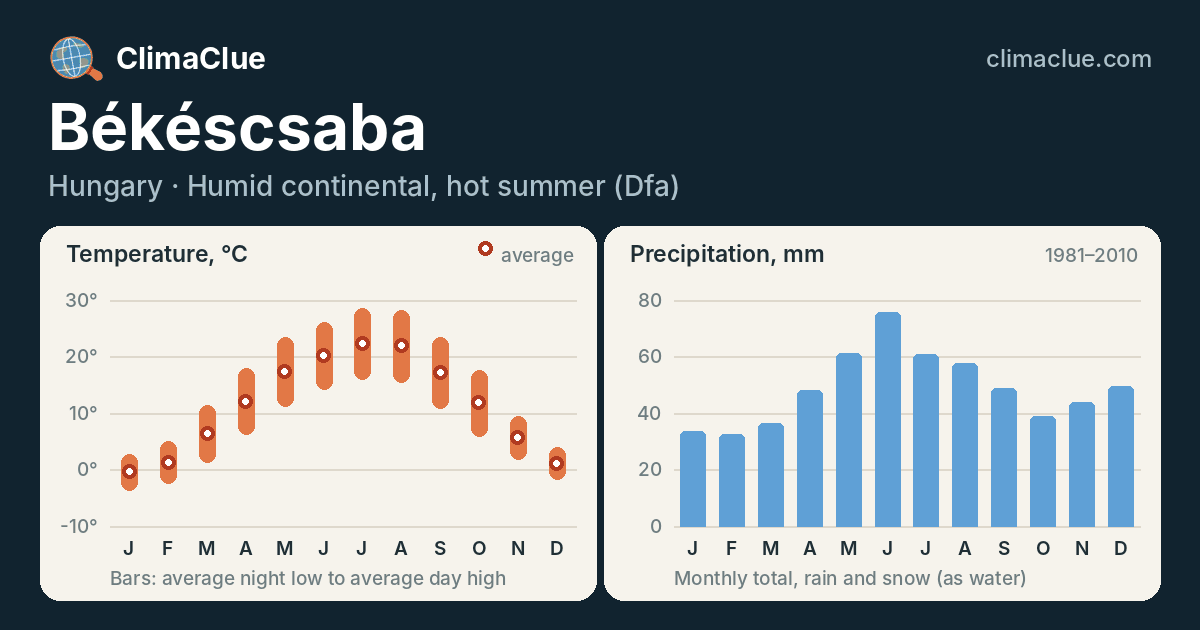 ClimaClue
climaclue.com
Békéscsaba
Hungary · Humid continental, hot summer (Dfa)
Temperature, °C
average
30°
20°
10°
0°
-10°
J F M A M J J A S O N D
Bars: average night low to average day high
Precipitation, mm
1981–2010
80
60
40
20
0
J F M A M J J A S O N D
Monthly total, rain and snow (as water)